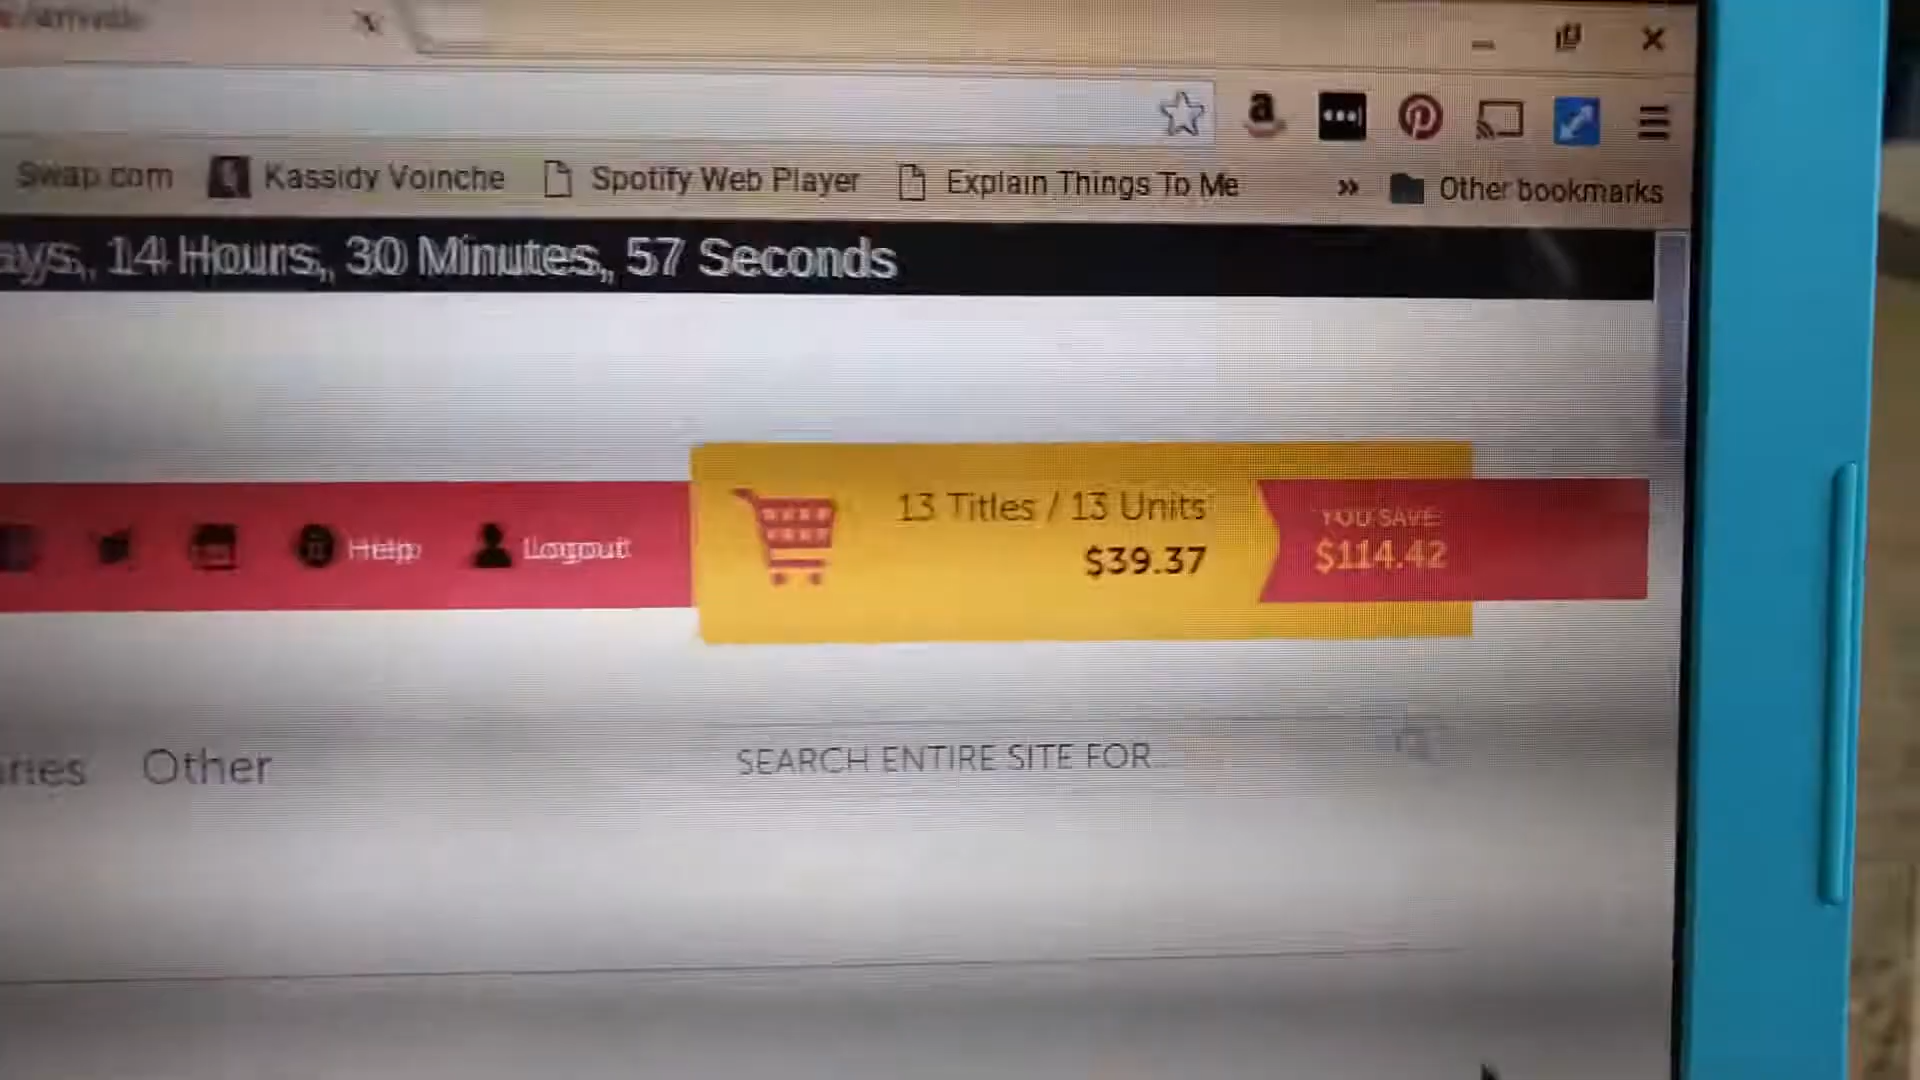 Swap.com Kassidy Voinche Spotify Web Player Explain Things To Me » Other bookmarks
ays, 14 Hours, 30 Minutes, 57 Seconds
13 Titles / 13 Units
$39.37
YOU SAVE:
$114.42
Help Logout
Other SEARCH ENTIRE SITE FOR...